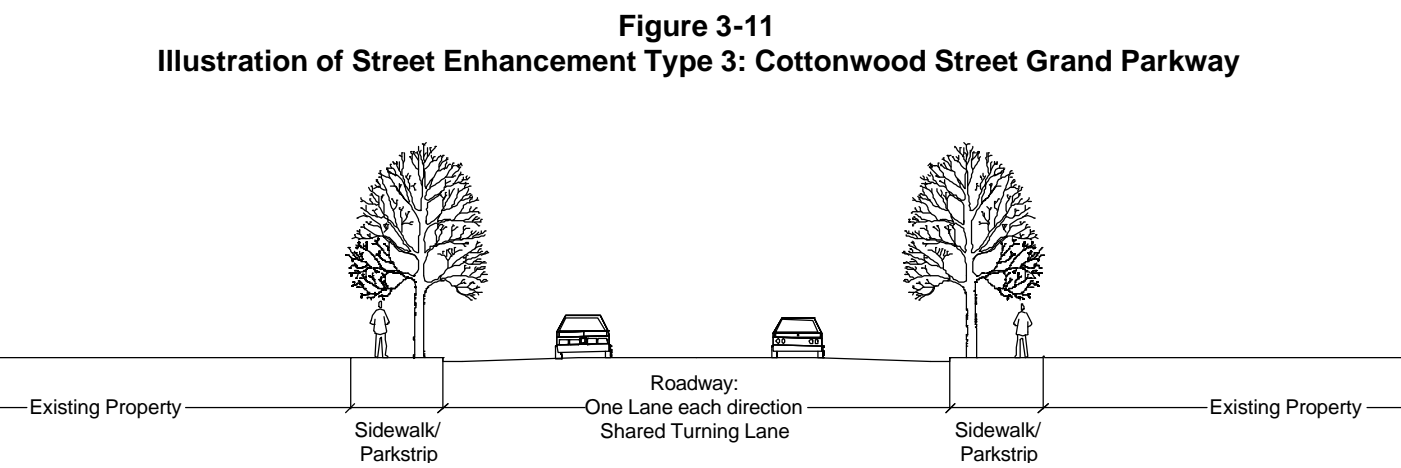 Figure 3-11
Illustration of Street Enhancement Type 3: Cottonwood Street Grand Parkway
Existing Property
Sidewalk/
Parkstrip
Roadway:
One Lane each direction
Shared Turning Lane
Sidewalk/
Parkstrip
Existing Property